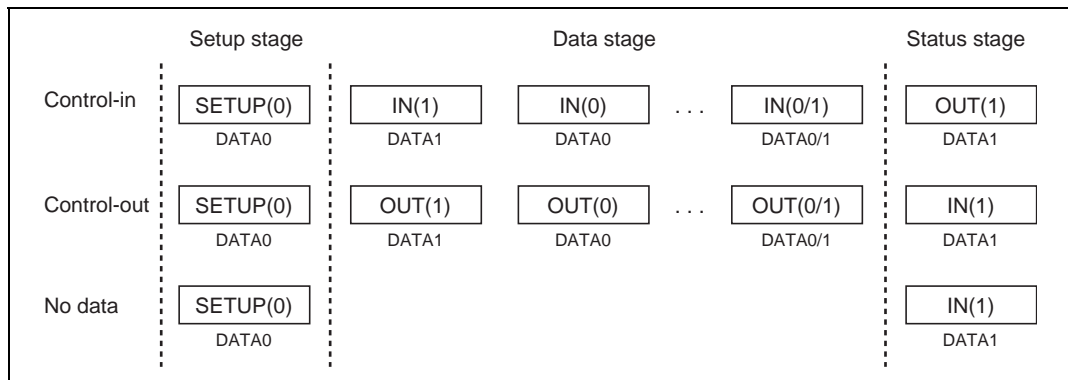 Setup stage Data stage Status stage
Control-in SETUP(0) IN(1) IN(0) . . . IN(0/1) OUT(1)
DATA0 DATA1 DATA0 DATA0/1 DATA1
Control-out SETUP(0) OUT(1) OUT(0) . . . OUT(0/1) IN(1)
DATA0 DATA1 DATA0 DATA0/1 DATA1
No data SETUP(0) IN(1)
DATA0 DATA1